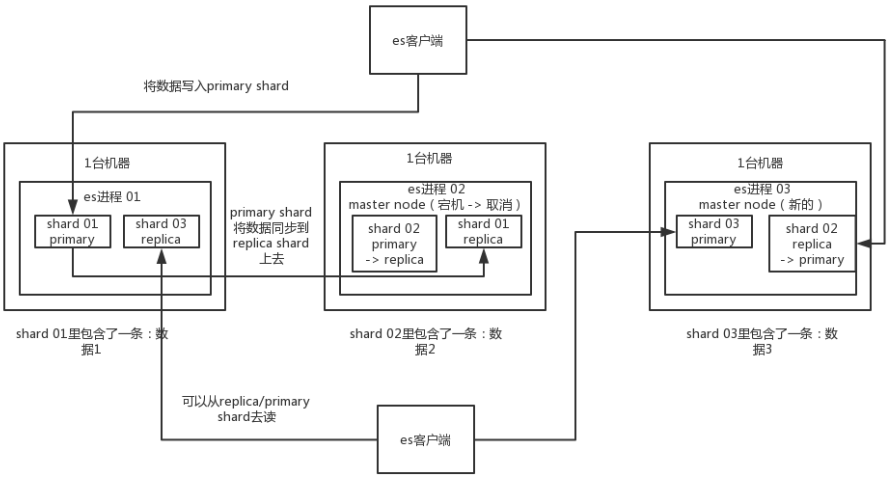 es客户端
将数据写入primary shard
1台机器
es进程 01
shard 01
primary
shard 03
replica
primary shard
将数据同步到
replica shard
上去
1台机器
es进程 02
master node（宕机 -> 取消）
shard 02
primary
-> replica
shard 01
replica
1台机器
es进程 03
master node（新的）
shard 03
primary
shard 02
replica
-> primary
shard 01里包含了一条：数
据1
shard 02里包含了一条：数
据2
shard 03里包含了一条：数
据3
可以从replica/primary
shard去读
es客户端